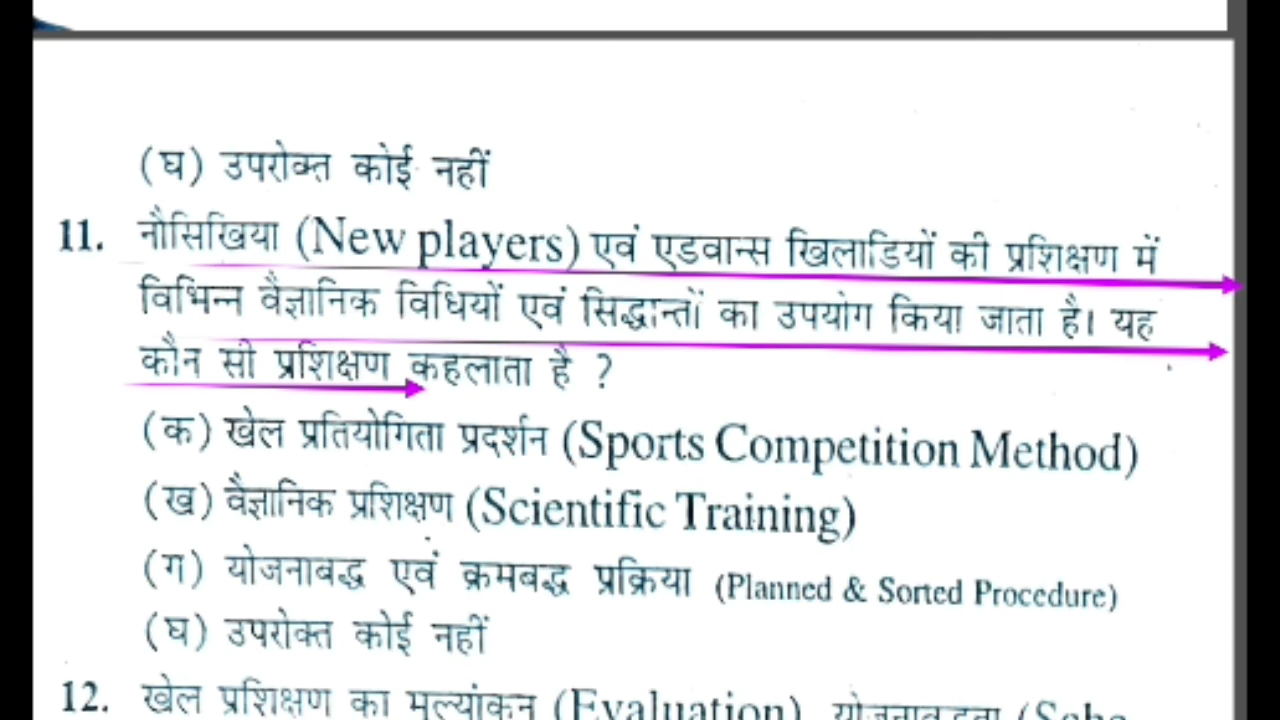 (घ) उपरोक्त कोई नहीं
11. नौसिखिया (New players) एवं एडवान्स खिलाडियों की प्रशिक्षण में
विभिन्न वैज्ञानिक विधियों एवं सिद्धान्तों का उपयोग किया जाता है। यह
कौन सी प्रशिक्षण कहलाता है ?
(क) खेल प्रतियोगिता प्रदर्शन (Sports Competition Method)
(ख) वैज्ञानिक प्रशिक्षण (Scientific Training)
(ग) योजनाबद्ध एवं क्रमबद्ध प्रक्रिया (Planned & Sorted Procedure)
(घ) उपरोक्त कोई नहीं
12. खेल प्रशिक्षण का मूल्यांकन (Evaluation),